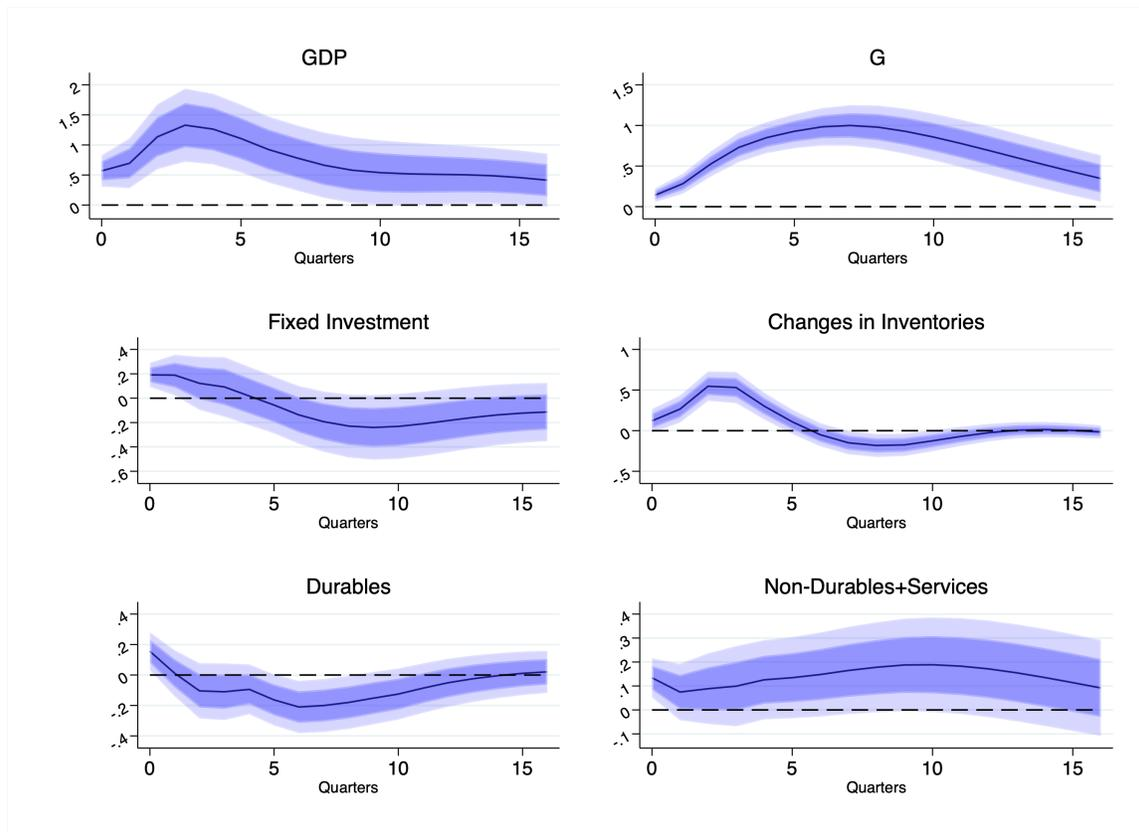 GDP
2
1.5
1
.5
0
0 5 10 15
Quarters
G
1.5
1
.5
0
0 5 10 15
Quarters
Fixed Investment
.4
.2
0
-.2
-.4
-.6
0 5 10 15
Quarters
Changes in Inventories
1
.5
0
-.5
0 5 10 15
Quarters
Durables
.4
.2
0
-.2
-.4
0 5 10 15
Quarters
Non-Durables+Services
.4
.3
.2
.1
0
-.1
0 5 10 15
Quarters